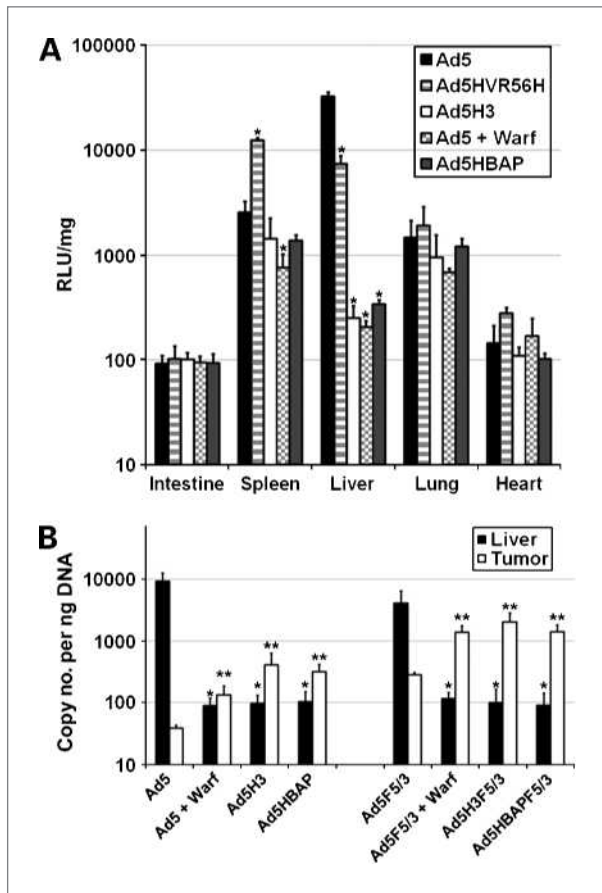 A
100000
10000
1000
100
10
RLU/mg
Ad5
Ad5HVR56H
Ad5H3
Ad5 + Warf
Ad5HBAP
*
*
*
*
*
*
Intestine Spleen Liver Lung Heart
B
10000
1000
100
10
Copy no. per ng DNA
Liver
Tumor
*
**
*
**
*
**
*
**
*
**
*
**
Ad5
Ad5 + Warf
Ad5H3
Ad5HBAP
Ad5F5/3
Ad5F5/3 + Warf
Ad5H3F5/3
Ad5HBAPF5/3